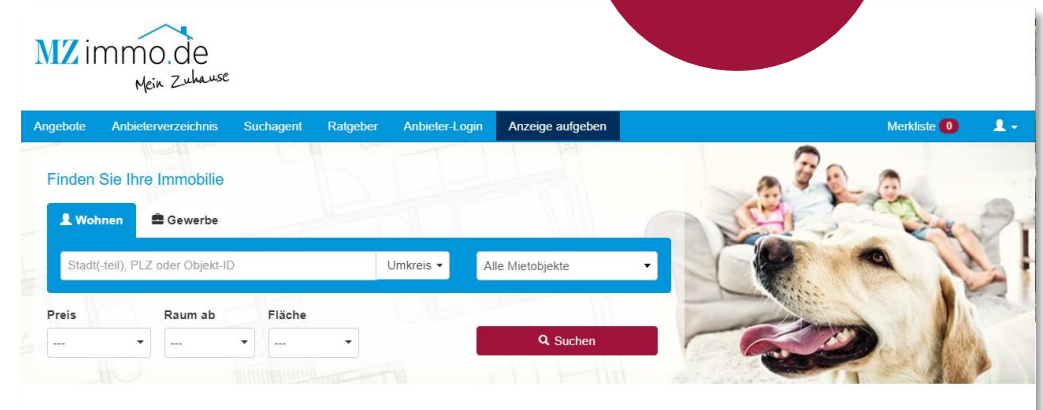 MZimmo.de
Mein Zuhause
Angebote Anbieterverzeichnis Suchagent Ratgeber Anbieter-Login Anzeige aufgeben Merkliste 0
Finden Sie Ihre Immobilie
Wohnen Gewerbe
Stadt(-teil), PLZ oder Objekt-ID Umkreis Alle Mietobjekte
Preis Raum ab Fläche
--- --- --- Suchen